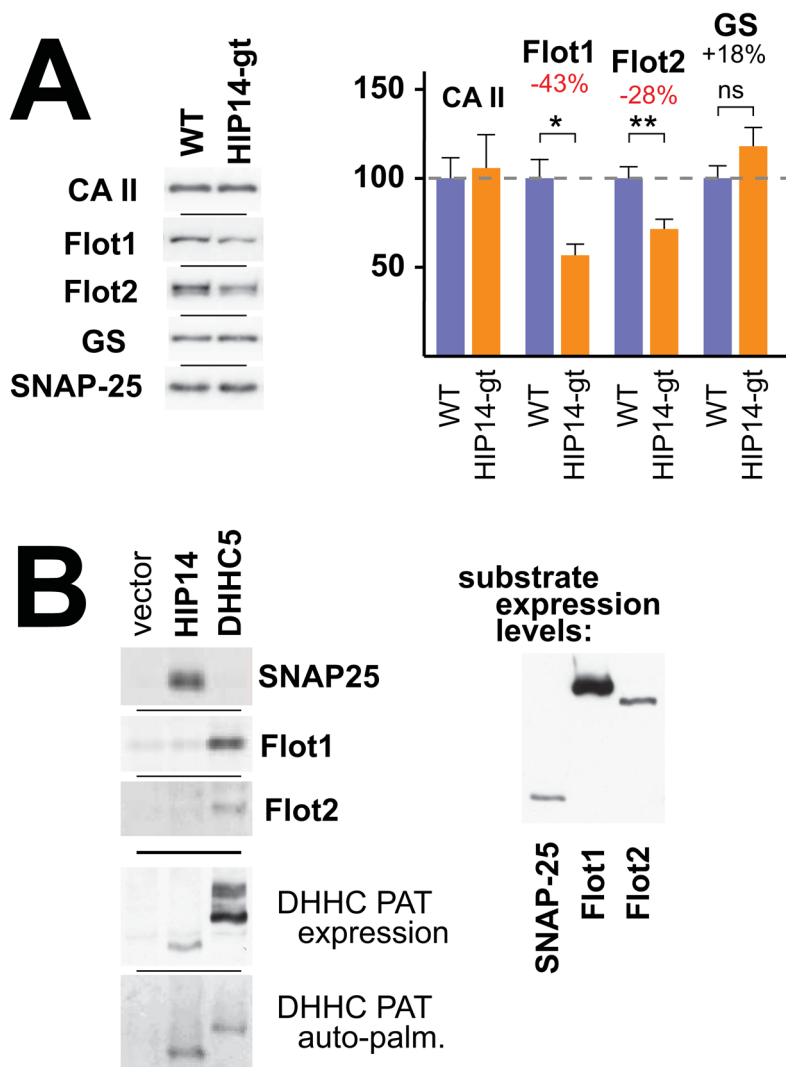 A
WT
HIP14-gt
CA II
Flot1
Flot2
GS
SNAP-25
150
100
50
CA II
Flot1
-43%
*
Flot2
-28%
**
GS
+18%
ns
WT
HIP14-gt
WT
HIP14-gt
WT
HIP14-gt
WT
HIP14-gt
B
vector
HIP14
DHHC5
SNAP25
Flot1
Flot2
DHHC PAT
expression
DHHC PAT
auto-palm.
substrate
expression
levels:
SNAP-25
Flot1
Flot2